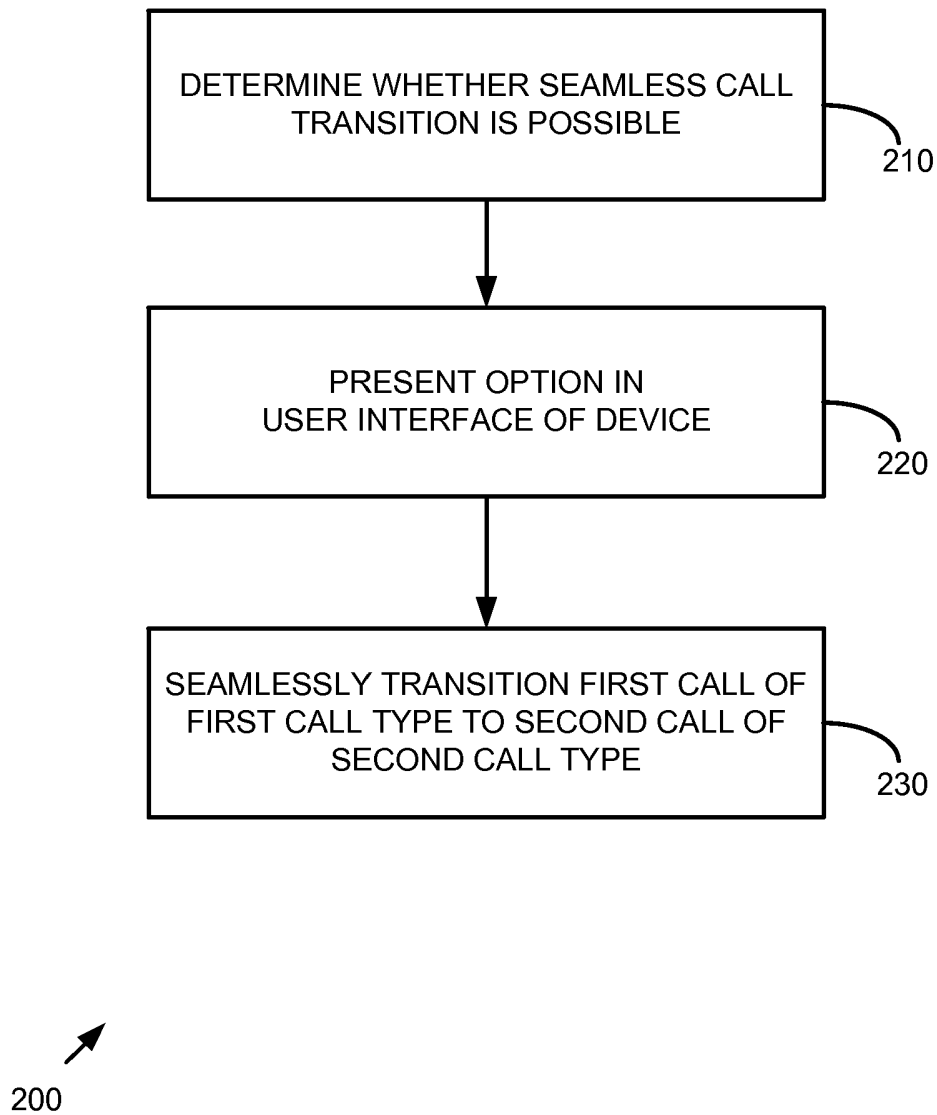 DETERMINE WHETHER SEAMLESS CALL
TRANSITION IS POSSIBLE
210
PRESENT OPTION IN
USER INTERFACE OF DEVICE
220
SEAMLESSLY TRANSITION FIRST CALL OF
FIRST CALL TYPE TO SECOND CALL OF
SECOND CALL TYPE
230
200